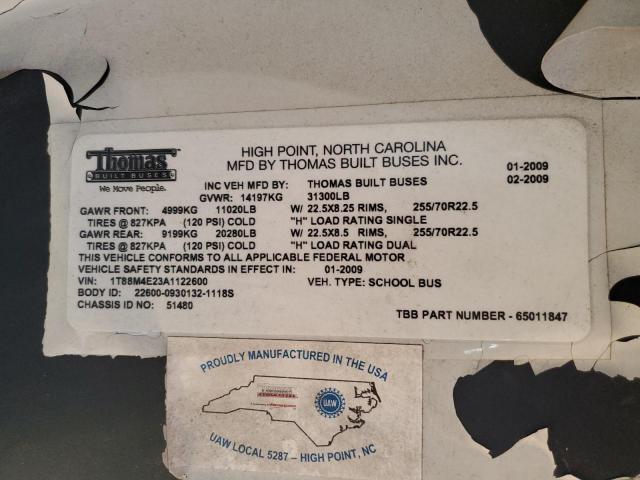 Thomas
BUILT BUSES
We Move People.
HIGH POINT, NORTH CAROLINA
MFD BY THOMAS BUILT BUSES INC.
01-2009
INC VEH MFD BY: THOMAS BUILT BUSES 02-2009
GVWR: 14197KG 31300LB
GAWR FRONT: 4999KG 11020LB W/ 22.5X8.25 RIMS, 255/70R22.5
TIRES @ 827KPA (120 PSI) COLD "H" LOAD RATING SINGLE
GAWR REAR: 9199KG 20280LB W/ 22.5X8.5 RIMS, 255/70R22.5
TIRES @ 827KPA (120 PSI) COLD "H" LOAD RATING DUAL
THIS VEHICLE CONFORMS TO ALL APPLICABLE FEDERAL MOTOR
VEHICLE SAFETY STANDARDS IN EFFECT IN: 01-2009
VIN: 1T88M4E23A1122600 VEH. TYPE: SCHOOL BUS
BODY ID: 22600-0930132-1118S
CHASSIS ID NO: 51480 TBB PART NUMBER - 65011847
PROUDLY MANUFACTURED IN THE USA
UAW
UAW LOCAL 5287 – HIGH POINT, NC